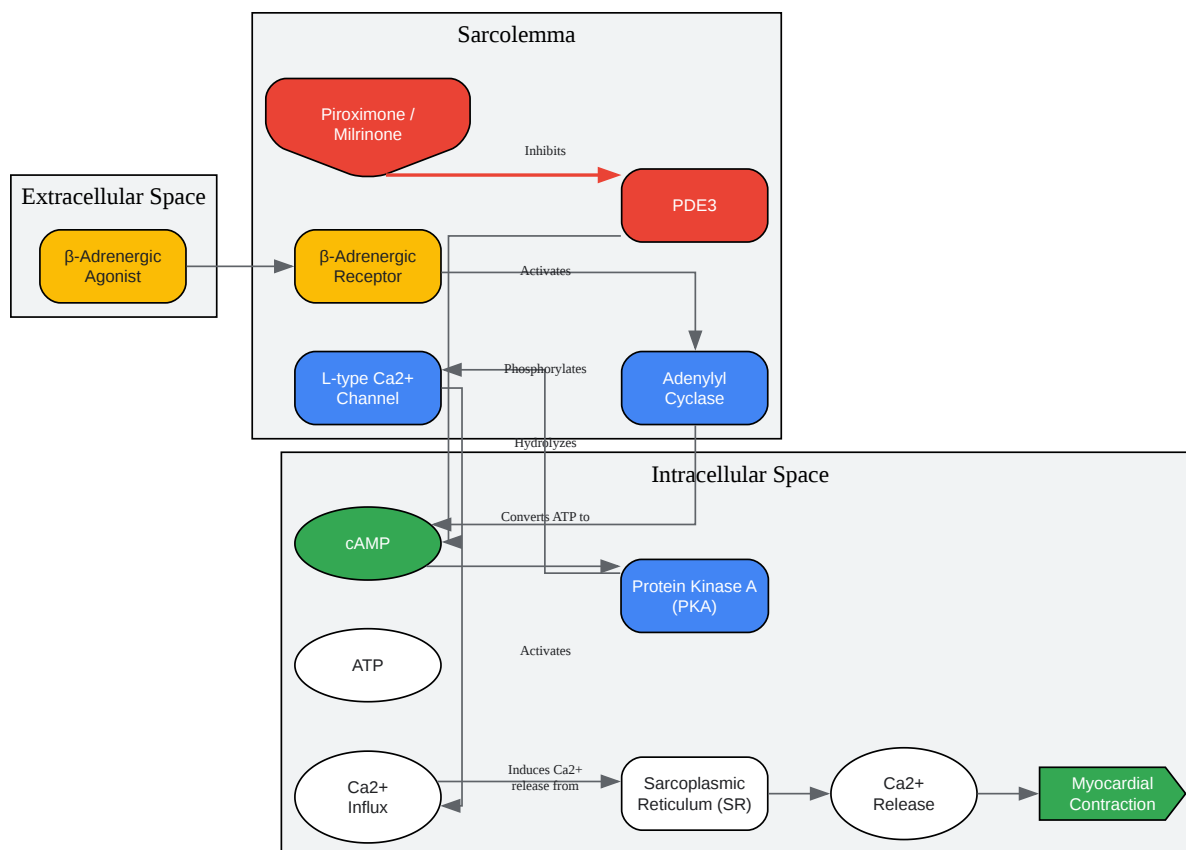 Sarcolemma
Piroximone /
Milrinone
Inhibits
PDE3
Extracellular Space
β-Adrenergic
Agonist
β-Adrenergic
Receptor
Activates
L-type Ca2+
Channel
Phosphorylates
Adenylyl
Cyclase
Hydrolyzes
Intracellular Space
Converts ATP to
cAMP
Protein Kinase A
(PKA)
Activates
ATP
Ca2+
Influx
Induces Ca2+
release from
Sarcoplasmic
Reticulum (SR)
Ca2+
Release
Myocardial
Contraction